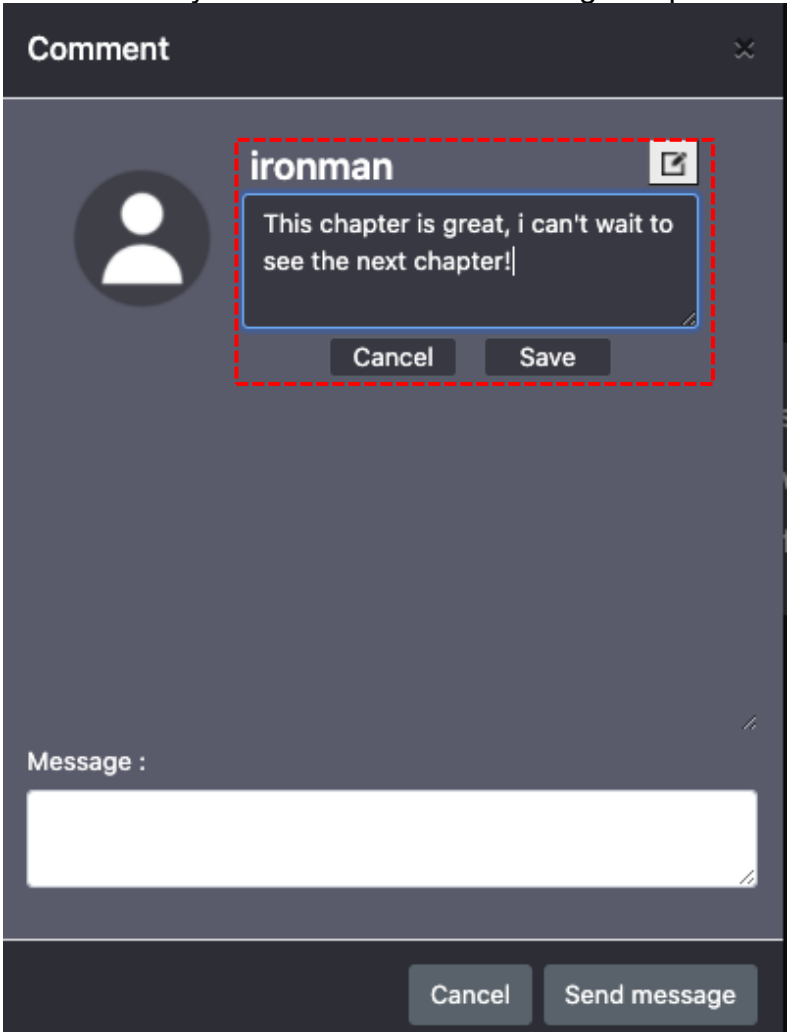 Comment
ironman
This chapter is great, i can't wait to
see the next chapter!
Cancel Save
Message :
Cancel Send message